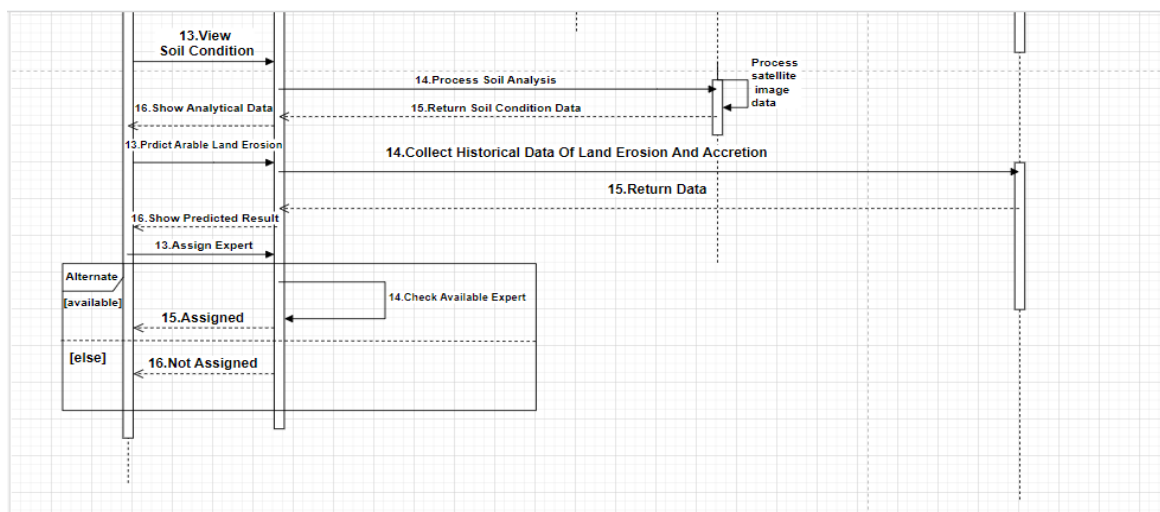 13.View
Soil Condition
Process
satellite
image
data
14.Process Soil Analysis
16.Show Analytical Data
15.Return Soil Condition Data
13.Prdict Arable Land Erosion
14.Collect Historical Data Of Land Erosion And Accretion
15.Return Data
16.Show Predicted Result
13.Assign Expert
Alternate
[available]
14.Check Available Expert
15.Assigned
[else]
16.Not Assigned